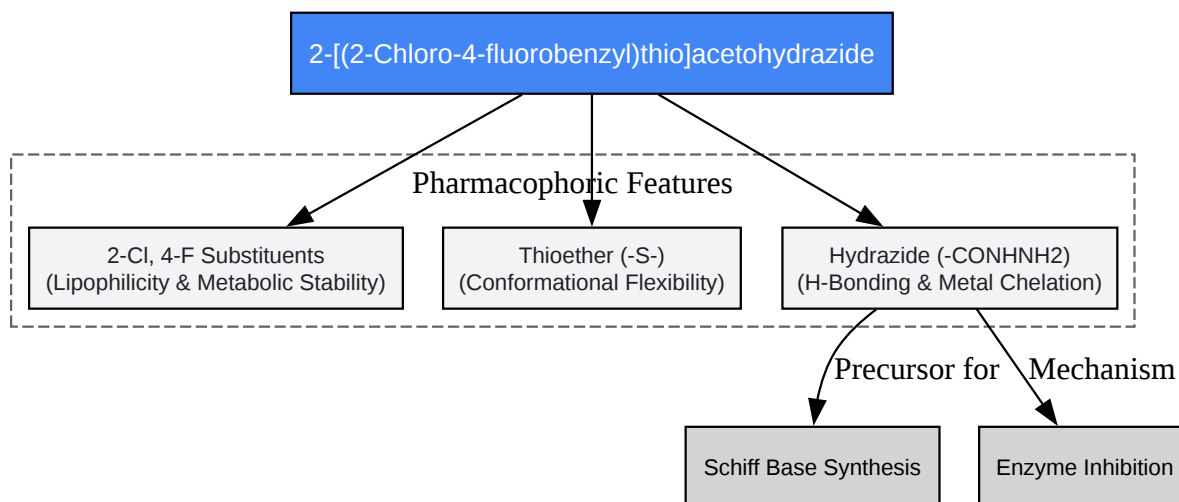 2-[(2-Chloro-4-fluorobenzyl)thio]acetohydrazide
Pharmacophoric Features
2-Cl, 4-F Substituents
(Lipophilicity & Metabolic Stability)
Thioether (-S-)
(Conformational Flexibility)
Hydrazide (-CONHNH2)
(H-Bonding & Metal Chelation)
Precursor for
Mechanism
Schiff Base Synthesis
Enzyme Inhibition